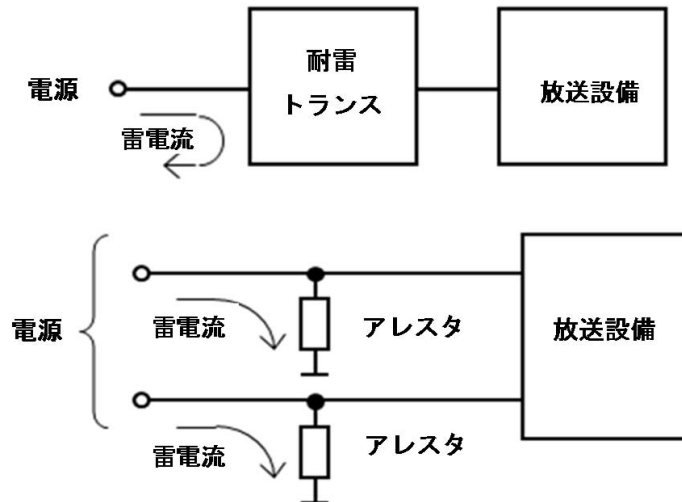 電源
雷電流
耐雷
トランス
放送設備
電源
雷電流
アレスタ
雷電流
アレスタ
放送設備